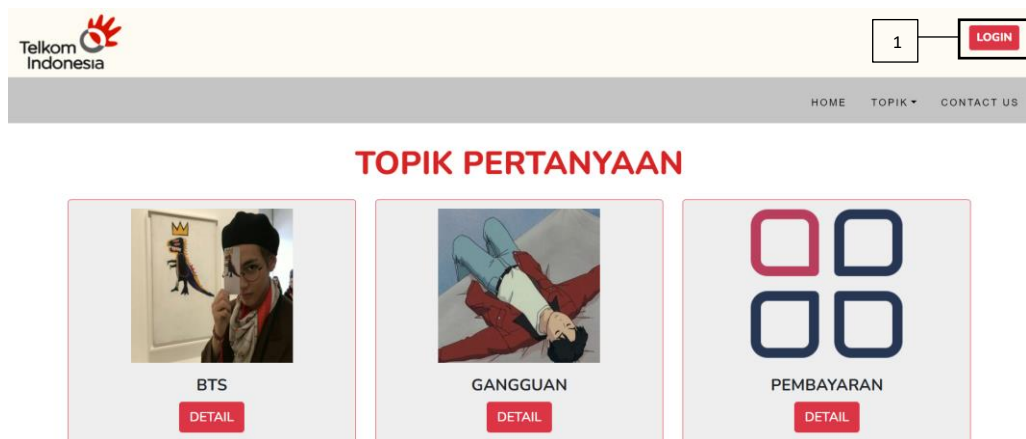 Telkom
Indonesia
1
LOGIN
HOME TOPIK CONTACT US
TOPIK PERTANYAAN
BTS
GANGGUAN
PEMBAYARAN
DETAIL
DETAIL
DETAIL